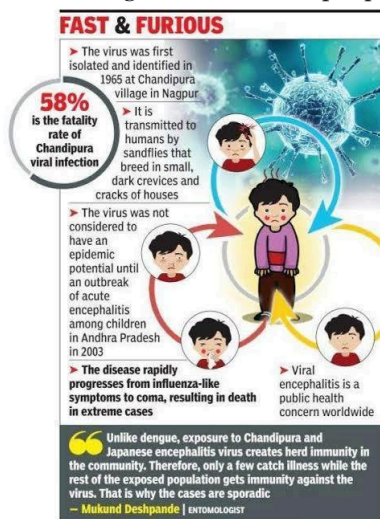 FAST & FURIOUS
➤ The virus was first
isolated and identified in
1965 at Chandipura
village in Nagpur
58%
is the fatality
rate of
Chandipura
viral infection
➤ It is
transmitted to
humans by
sandflies that
breed in small,
dark crevices and
cracks of houses
➤ The virus was not
considered to
have an
epidemic
potential until
an outbreak
of acute
encephalitis
among children
in Andhra Pradesh
in 2003
➤ The disease rapidly
progresses from influenza-like
symptoms to coma, resulting in death
in extreme cases
➤ Viral
encephalitis is a
public health
concern worldwide
“Unlike dengue, exposure to Chandipura and
Japanese encephalitis virus creates herd immunity in
the community. Therefore, only a few catch illness while the
rest of the exposed population gets immunity against the
virus. That is why the cases are sporadic
— Mukund Deshpande | ENTOMOLOGIST